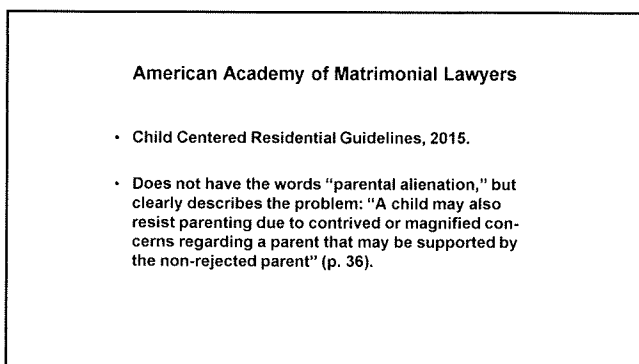 American Academy of Matrimonial Lawyers
• Child Centered Residential Guidelines, 2015.
• Does not have the words “parental alienation,” but
clearly describes the problem: “A child may also
resist parenting due to contrived or magnified con-
cerns regarding a parent that may be supported by
the non-rejected parent” (p. 36).